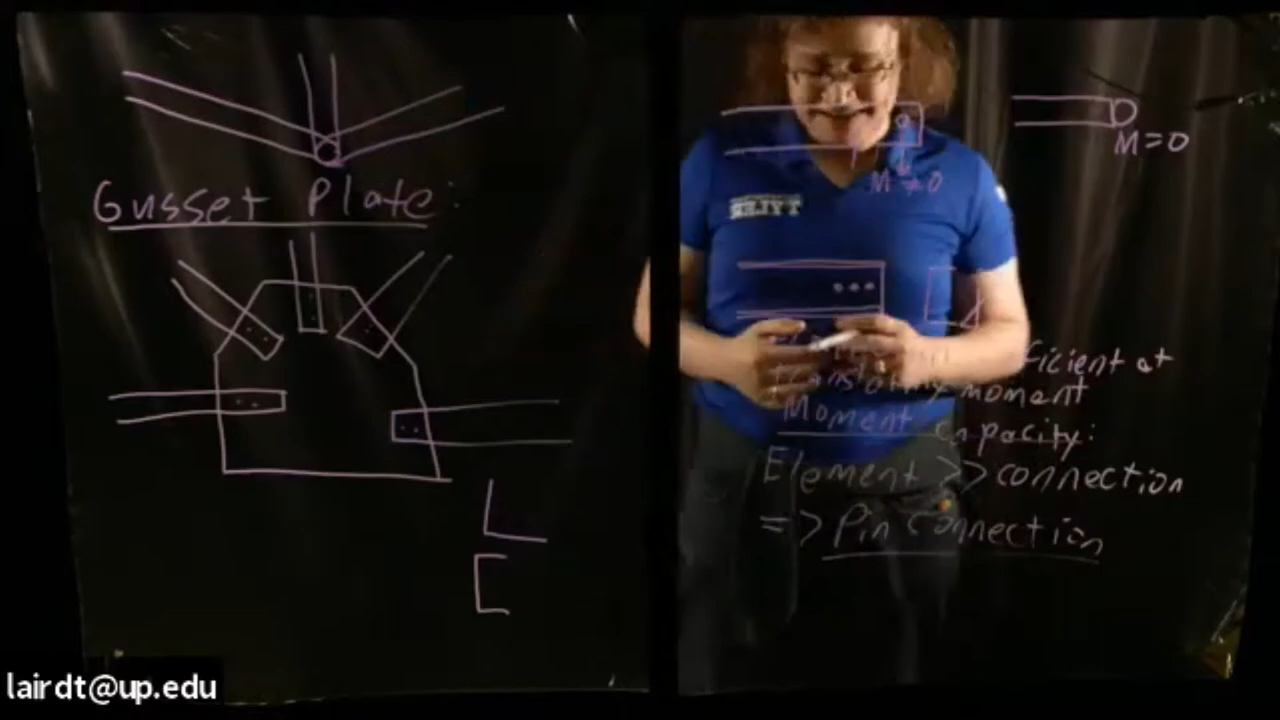 Gusset Plate:
M ≠ 0
M = 0
ficient at
moment
Moment capacity:
Element >> connection
=> Pin Connection
lairdt@up.edu